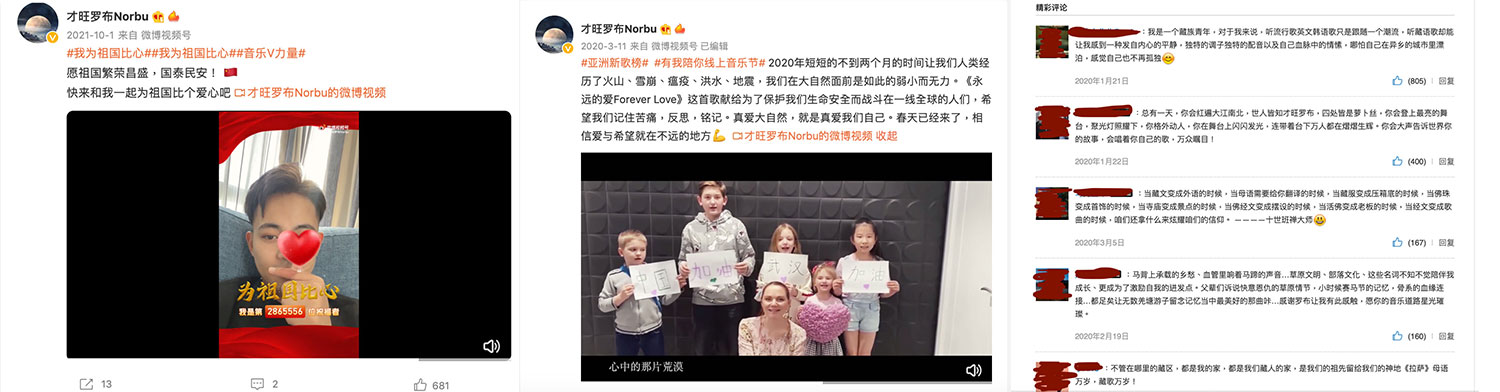 才旺罗布Norbu
2021-10-1 来自 微博视频号
#我为祖国比心##我为祖国比心##音乐V力量#
愿祖国繁荣昌盛，国泰民安！
快来和我一起为祖国比个爱心吧 才旺罗布Norbu的微博视频
为祖国比心
我是第 2865556 位祝福者
13
2
681
才旺罗布Norbu
2020-3-11 来自 微博视频号 已编辑
#亚洲新歌榜# #有我陪你线上音乐节# 2020年短短的不到两个月的时间让我们人类经
历了火山、雪崩、瘟疫、洪水、地震，我们在大自然面前是如此的弱小而无力。《永
远的爱Forever Love》这首歌献给为了保护我们生命安全而战斗在一线全球的人们，希
望我们记住苦痛，反思，铭记。真爱大自然，就是真爱我们自己。春天已经来了，相
信爱与希望就在不远的地方 才旺罗布Norbu的微博视频 收起
中国
加油
武汉
加油
心中的那片荒漠
精彩评论
：我是一个藏族青年，对于我来说，听流行歌英文韩语歌只是跟随一个潮流，听藏语歌却能
让我感到一种发自内心的平静，独特的调子独特的配音以及自己血脉中的情愫，哪怕自己在异乡的城市里漂
泊，感觉自己也不再孤独
2020年1月21日
(805) 回复
：总有一天，你会红遍大江南北，世人皆知才旺罗布，四处皆是萝卜丝，你会登上最亮的舞
台，聚光灯照耀下，你格外动人，你在舞台上闪闪发光，连带着台下万人都在熠熠生辉。你会大声告诉世界你
的故事，会唱着你自己的歌，万众瞩目！
2020年1月22日
(400) 回复
：当藏文变成外语的时候，当母语需要给你翻译的时候，当藏服变成压箱底的时候，当佛珠
变成首饰的时候，当寺庙变成景点的时候，当佛经文变成摆设的时候，当活佛变成老板的时候，当经文变成歌
曲的时候，咱们还拿什么来炫耀咱们的信仰。 ————十世班禅大师
2020年3月5日
(167) 回复
：马背上承载的乡愁、血管里响着马蹄的声音…草原文明、部落文化、这些名词不知不觉陪伴我
成长、更成为了激励自我的进发点。父辈们诉说快意恩仇的草原情节，小时候赛马节的记忆，骨系的血缘连
接…都足矣让无数羌塘游子留念记忆当中最美好的那曲咔…感谢罗布让我有此感触，愿你的音乐道路星光璀
璨。
2020年2月19日
(160) 回复
：不管在哪里的藏区，都是我的家，都是我们藏人的家，是我们的祖先留给我们的神地《拉萨》母语
万岁，藏歌万岁！